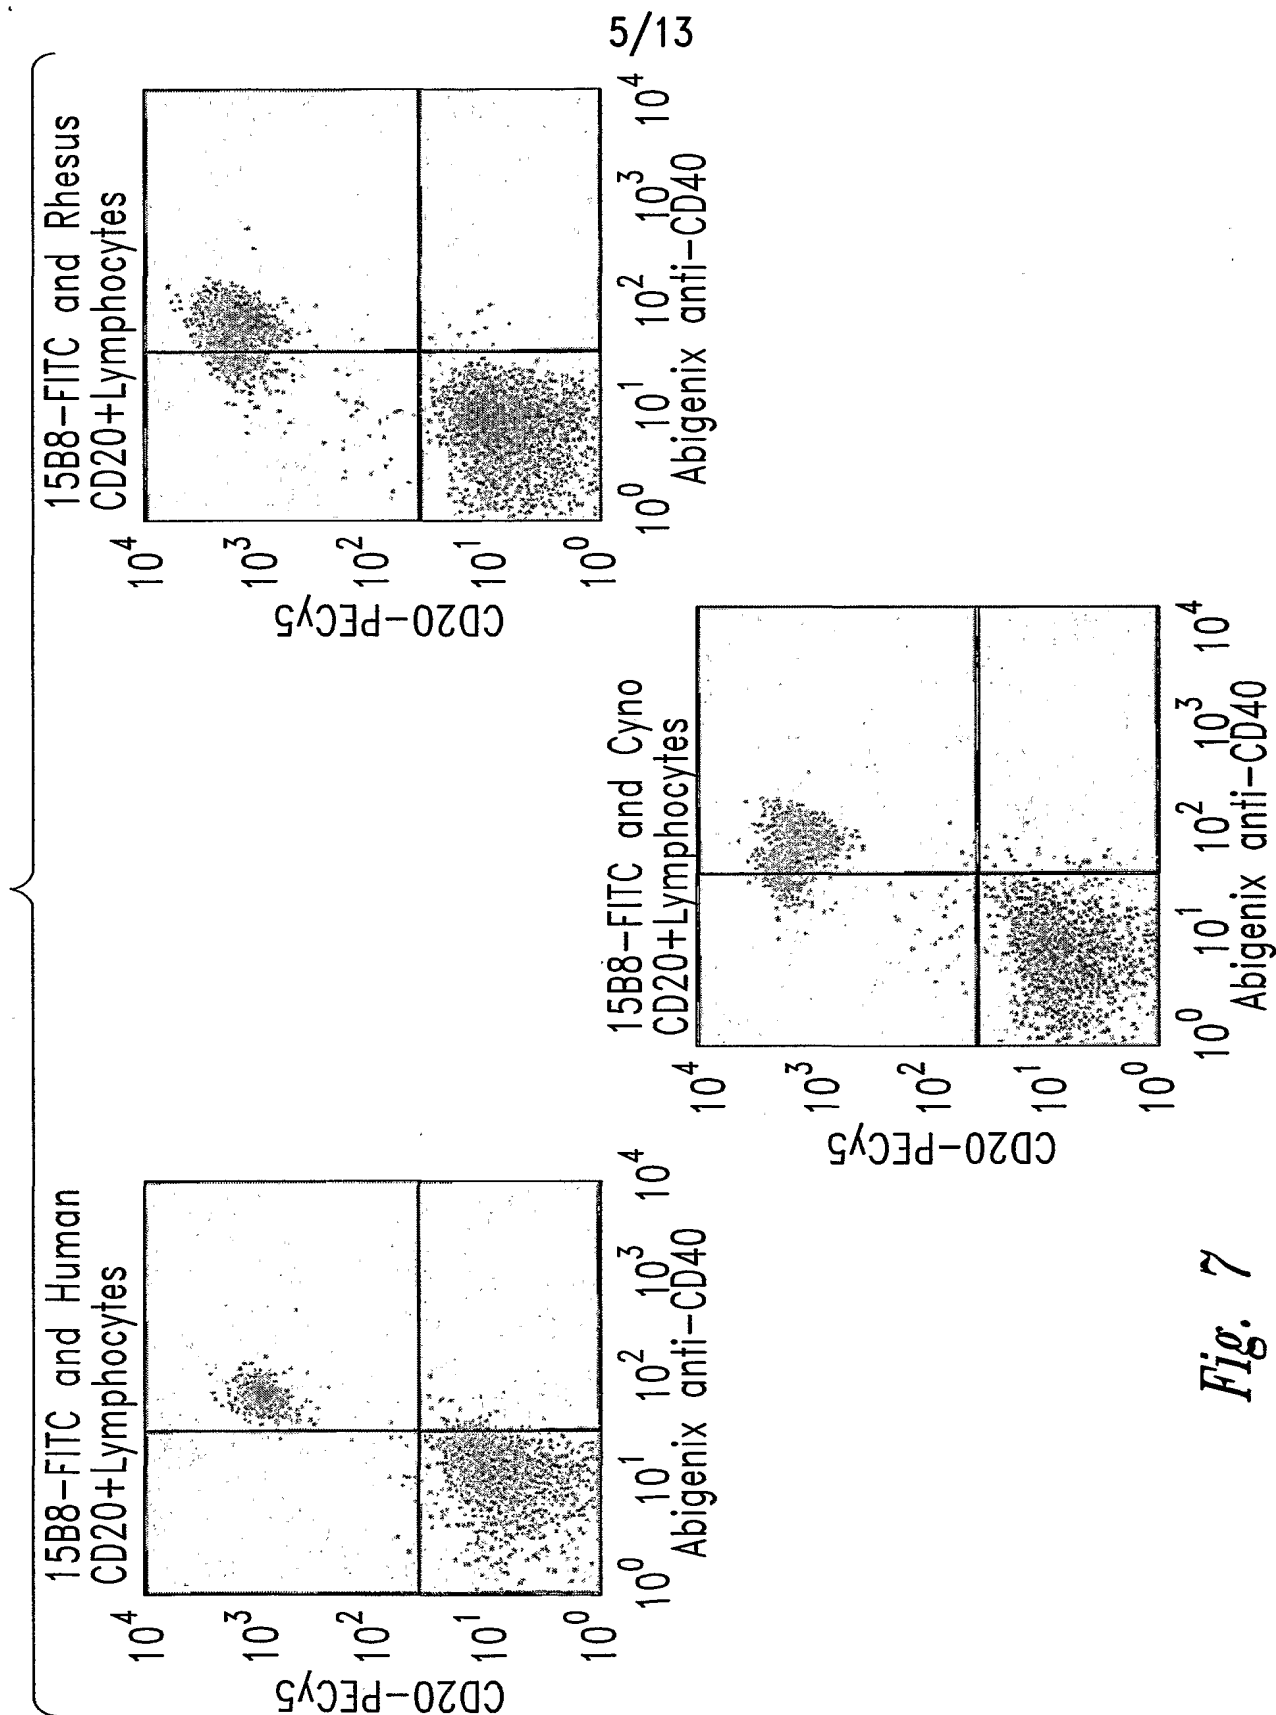 5/13
15B8-FITC and Human
CD20+Lymphocytes
CD20-PECy5
10^4
10^3
10^2
10^1
10^0
10^0 10^1 10^2 10^3 10^4
Abigenix anti-CD40
15B8-FITC and Rhesus
CD20+Lymphocytes
CD20-PECy5
10^4
10^3
10^2
10^1
10^0
10^0 10^1 10^2 10^3 10^4
Abigenix anti-CD40
15B8-FITC and Cyno
CD20+Lymphocytes
CD20-PECy5
10^4
10^3
10^2
10^1
10^0
10^0 10^1 10^2 10^3 10^4
Abigenix anti-CD40
Fig. 7